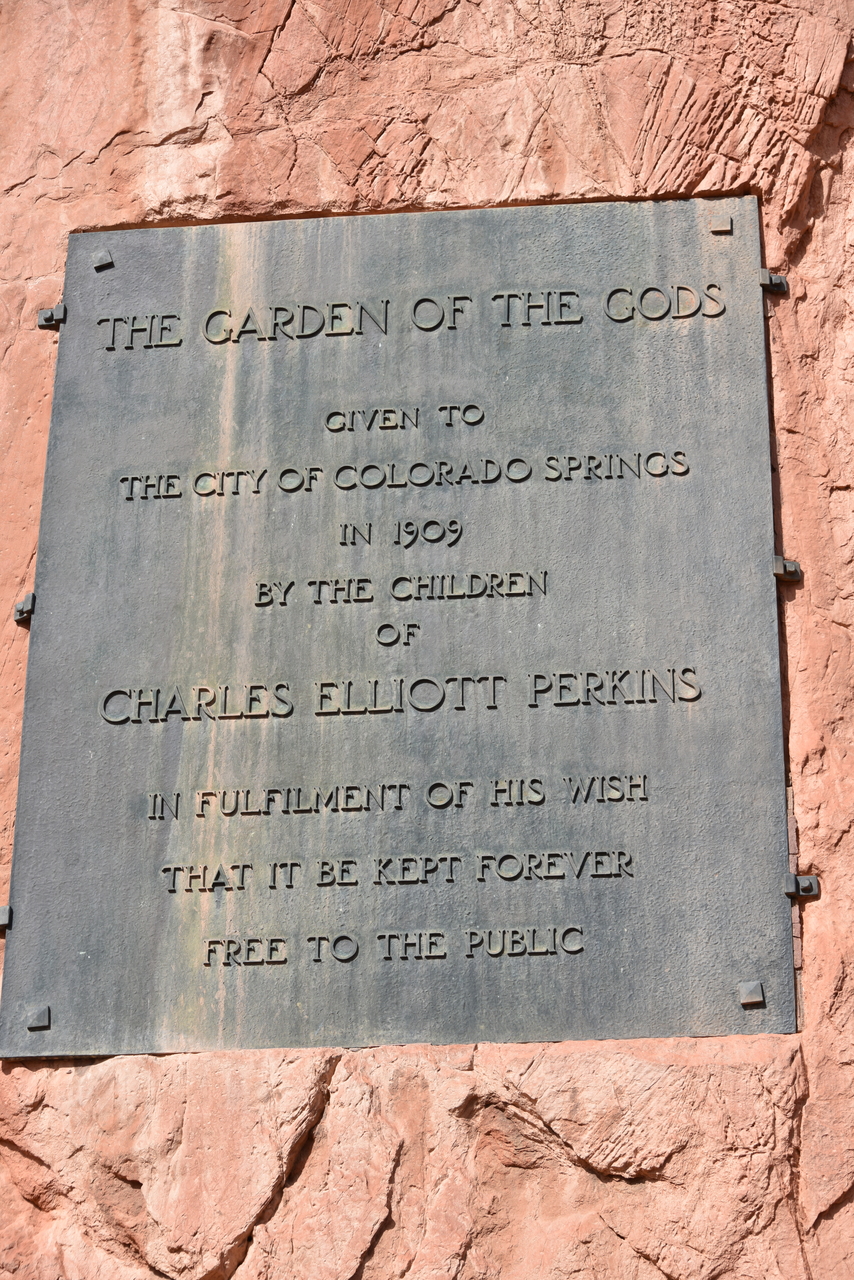 THE GARDEN OF THE GODS
GIVEN TO
THE CITY OF COLORADO SPRINGS
IN 1909
BY THE CHILDREN
OF
CHARLES ELLIOTT PERKINS
IN FULFILMENT OF HIS WISH
THAT IT BE KEPT FOREVER
FREE TO THE PUBLIC